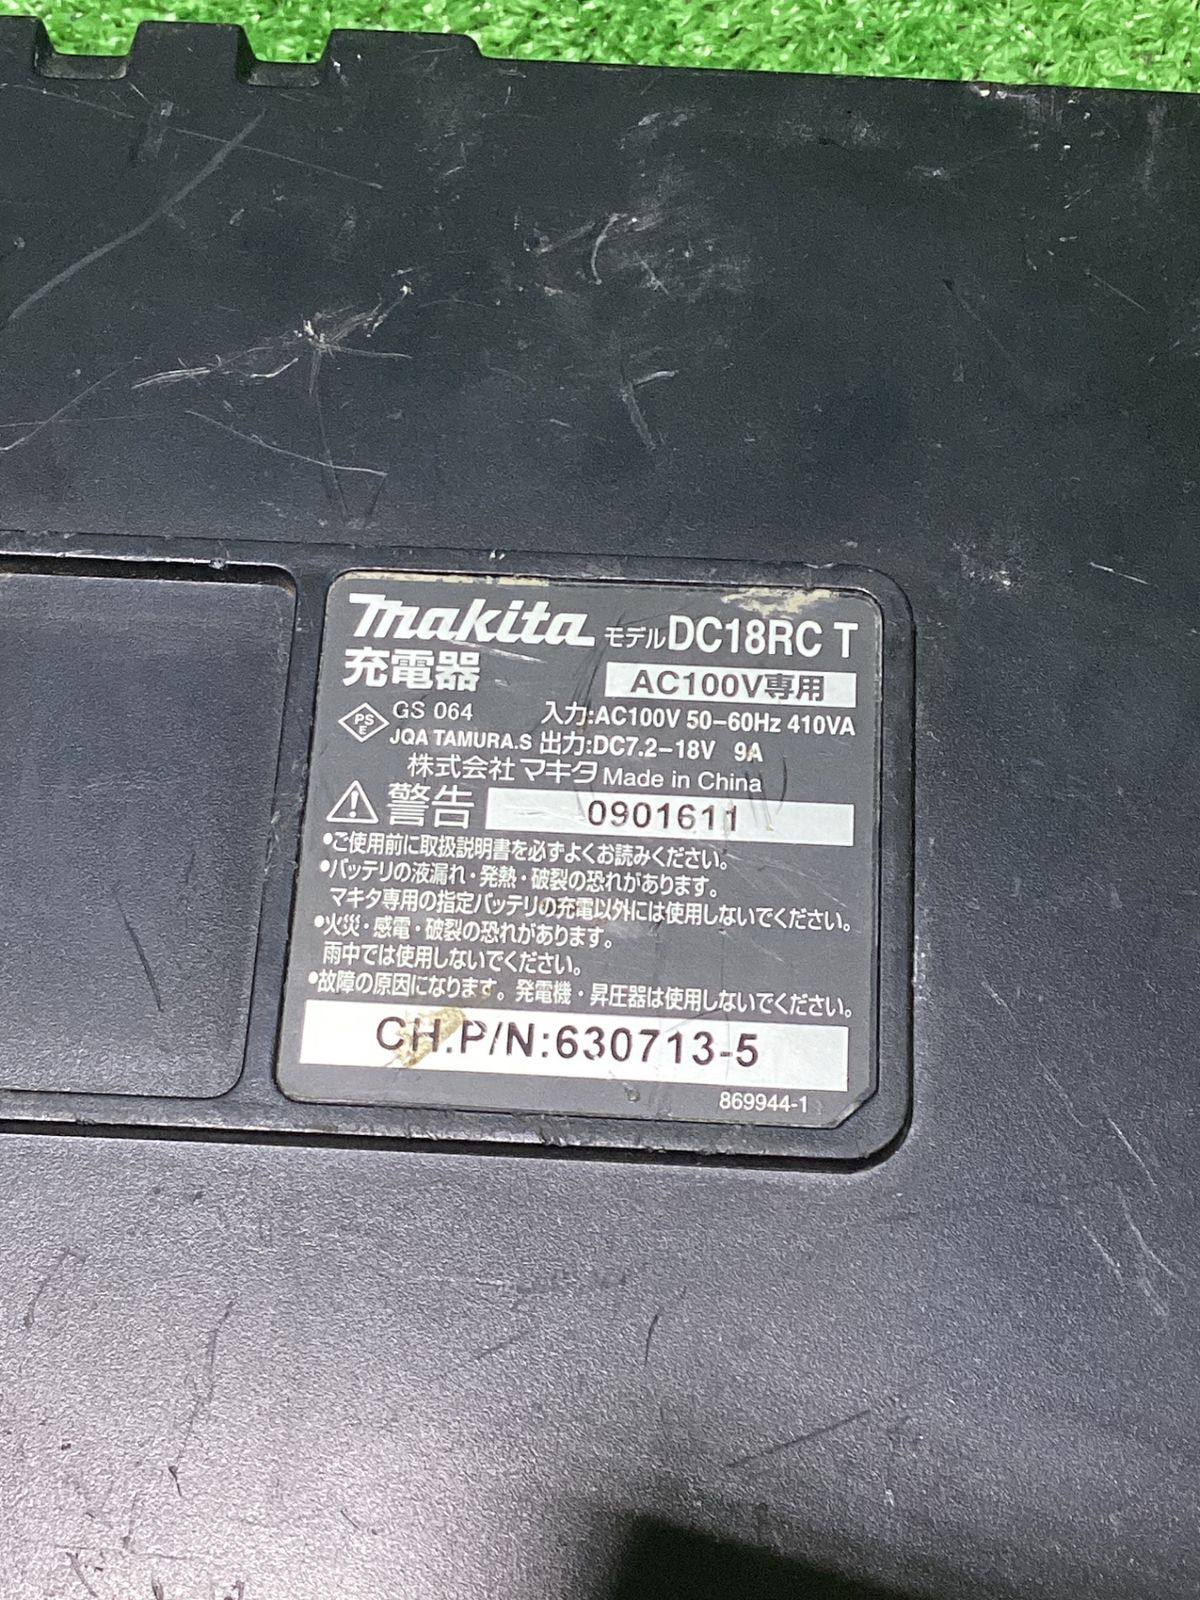 makita モデル DC18RC T
充電器 AC100V専用
PSE GS 064 入力:AC100V 50-60Hz 410VA
JQA TAMURA.S 出力:DC7.2-18V 9A
株式会社マキタ Made in China
警告 0901611
•ご使用前に取扱説明書を必ずよくお読みください。
•バッテリの液漏れ・発熱・破裂の恐れがあります。
マキタ専用の指定バッテリの充電以外には使用しないでください。
•火災・感電・破裂の恐れがあります。
雨中では使用しないでください。
•故障の原因になります。発電機・昇圧器は使用しないでください。
CH.P/N:630713-5
869944-1